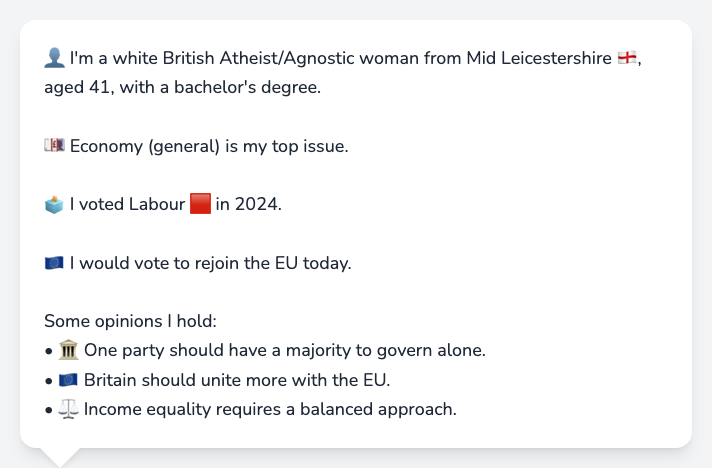 👤 I'm a white British Atheist/Agnostic woman from Mid Leicestershire 🏴󠁧󠁢󠁥󠁮󠁧󠁿,
aged 41, with a bachelor's degree.
💷 Economy (general) is my top issue.
🗳️ I voted Labour 🟥 in 2024.
🇪🇺 I would vote to rejoin the EU today.
Some opinions I hold:
• 🏛️ One party should have a majority to govern alone.
• 🇪🇺 Britain should unite more with the EU.
• ⚖️ Income equality requires a balanced approach.